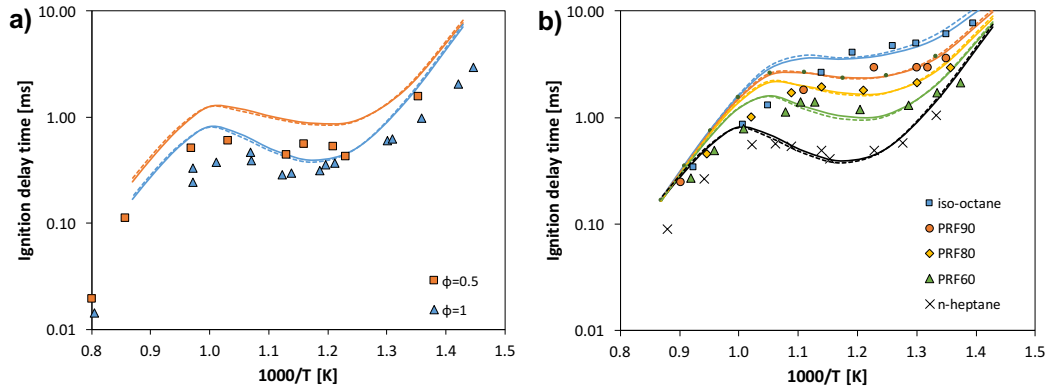 a)
Ignition delay time [ms]
10.00
1.00
0.10
0.01
0.8 0.9 1.0 1.1 1.2 1.3 1.4 1.5
1000/T [K]
ϕ=0.5
ϕ=1
b)
Ignition delay time [ms]
10.00
1.00
0.10
0.01
0.8 0.9 1.0 1.1 1.2 1.3 1.4 1.5
1000/T [K]
iso-octane
PRF90
PRF80
PRF60
n-heptane